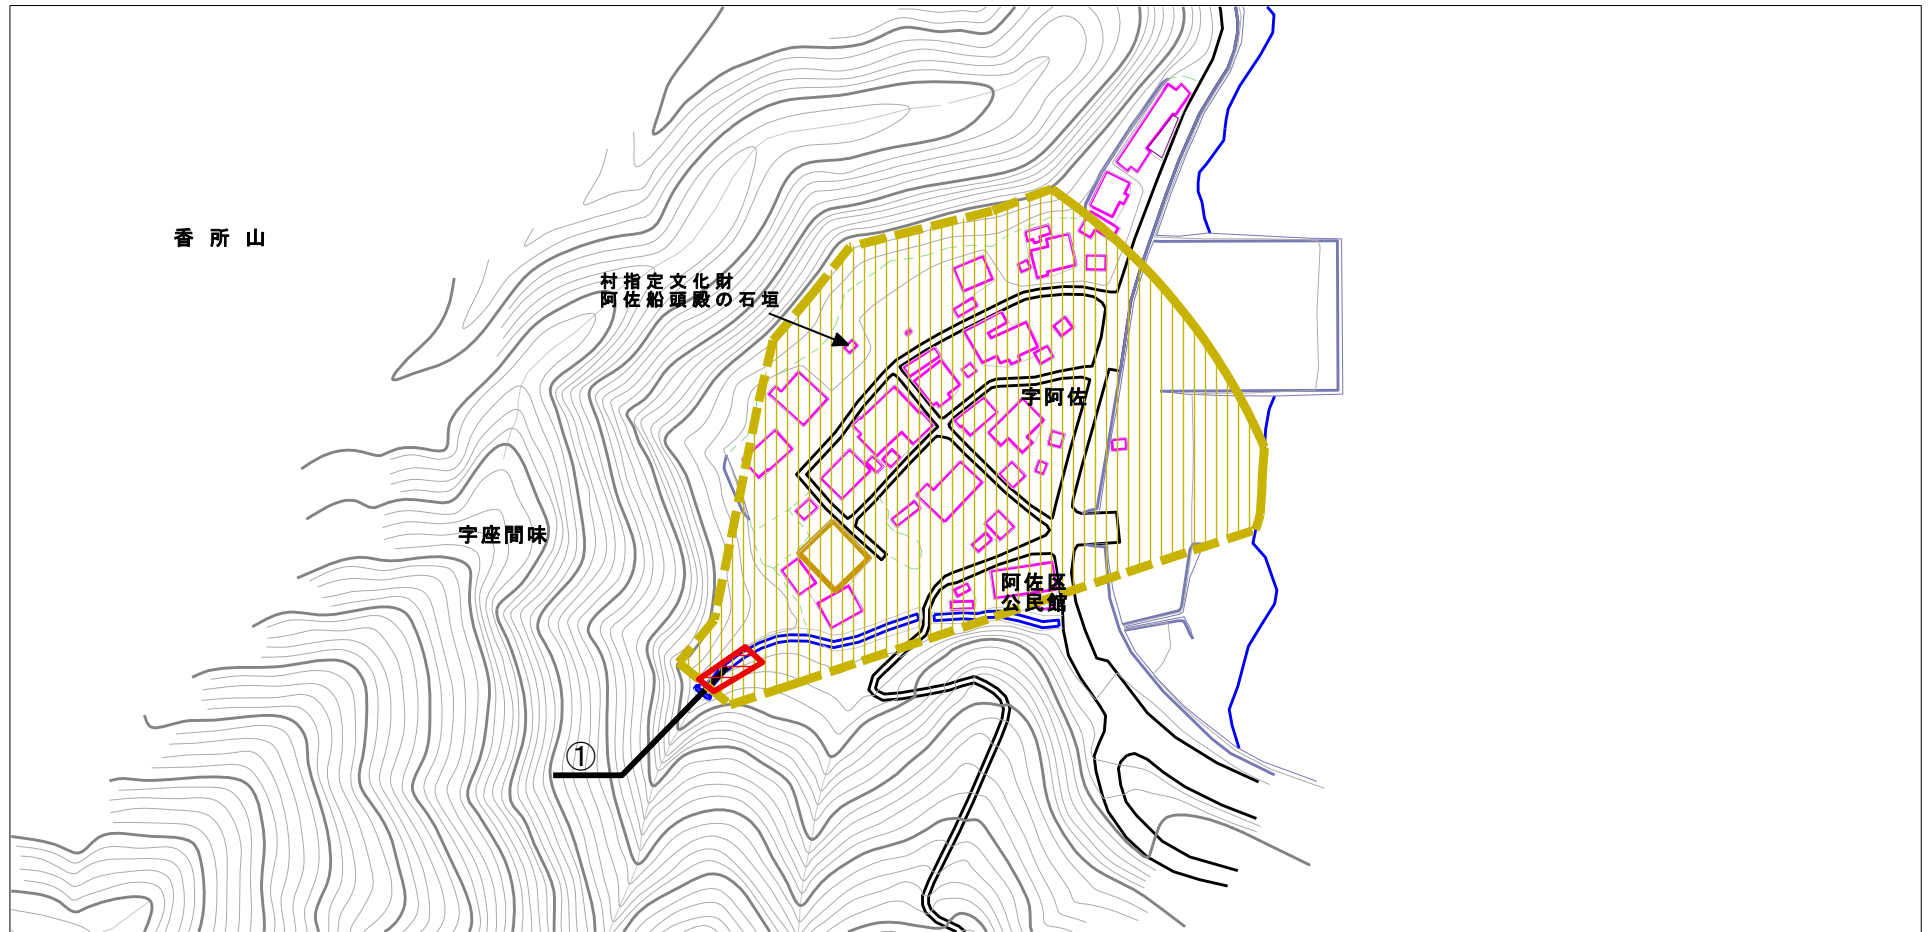 香所山
村指定文化財
阿佐船頭殿の石垣
字阿佐
字座間味
阿佐区
公民館
①